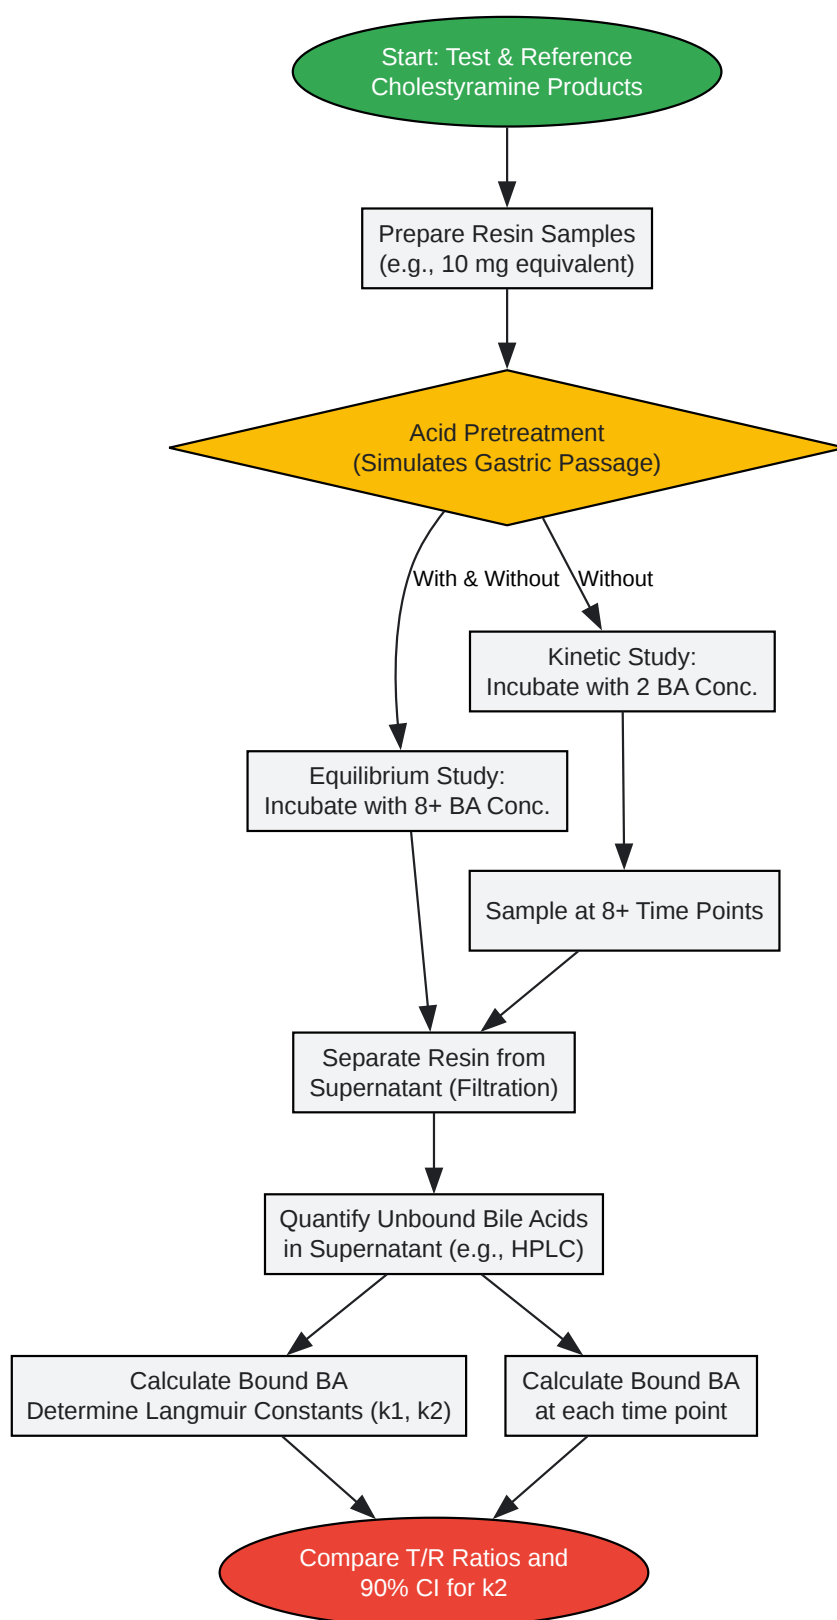 Start: Test & Reference
Cholestyramine Products
Prepare Resin Samples
(e.g., 10 mg equivalent)
Acid Pretreatment
(Simulates Gastric Passage)
With & Without
Without
Kinetic Study:
Incubate with 2 BA Conc.
Equilibrium Study:
Incubate with 8+ BA Conc.
Sample at 8+ Time Points
Separate Resin from
Supernatant (Filtration)
Quantify Unbound Bile Acids
in Supernatant (e.g., HPLC)
Calculate Bound BA
Determine Langmuir Constants (k1, k2)
Calculate Bound BA
at each time point
Compare T/R Ratios and
90% CI for k2